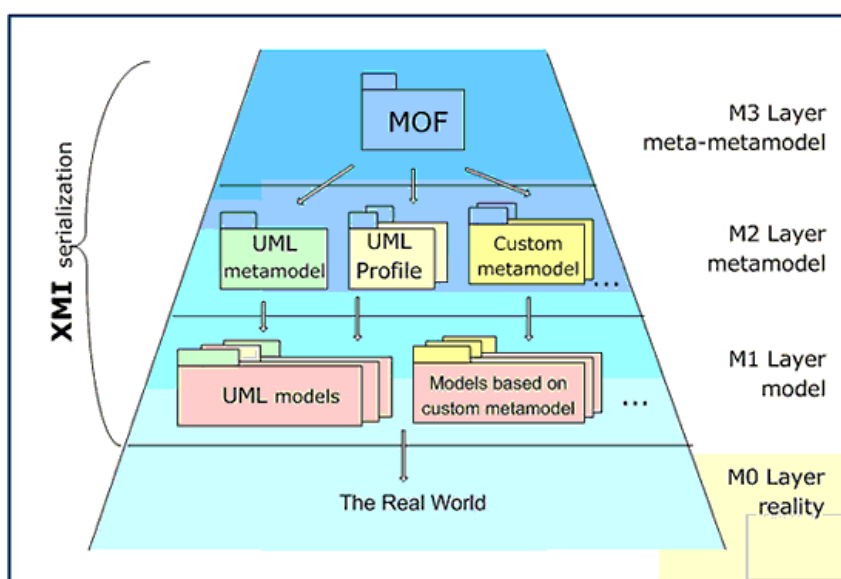 MOF
M3 Layer
meta-metamodel
XMI serialization
UML
metamodel
UML
Profile
Custom
metamodel
...
M2 Layer
metamodel
UML models
Models based on
custom metamodel
...
M1 Layer
model
The Real World
M0 Layer
reality